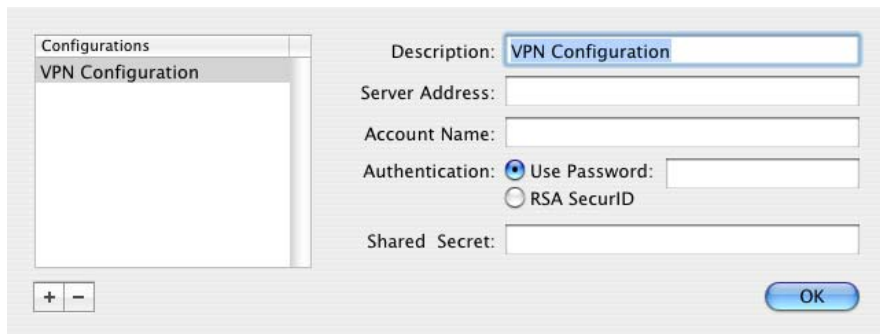 Configurations
VPN Configuration
Description: VPN Configuration
Server Address:
Account Name:
Authentication: Use Password:
RSA SecurID
Shared Secret:
+ −
OK